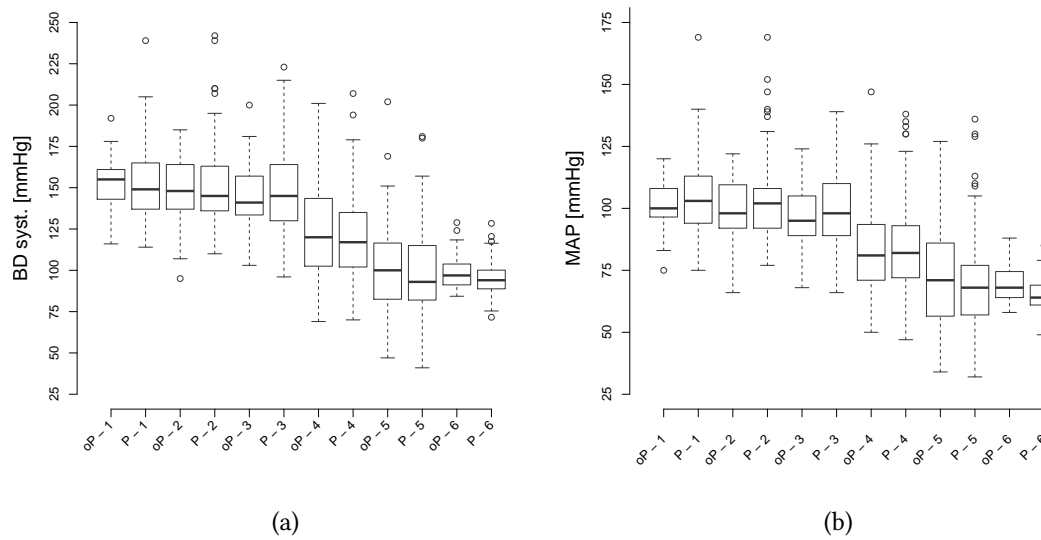 BD syst. [mmHg]
250
225
200
175
150
125
100
75
50
25
oP − 1
P − 1
oP − 2
P − 2
oP − 3
P − 3
oP − 4
P − 4
oP − 5
P − 5
oP − 6
P − 6
(a)
MAP [mmHg]
175
150
125
100
75
50
25
oP − 1
P − 1
oP − 2
P − 2
oP − 3
P − 3
oP − 4
P − 4
oP − 5
P − 5
oP − 6
P − 6
(b)